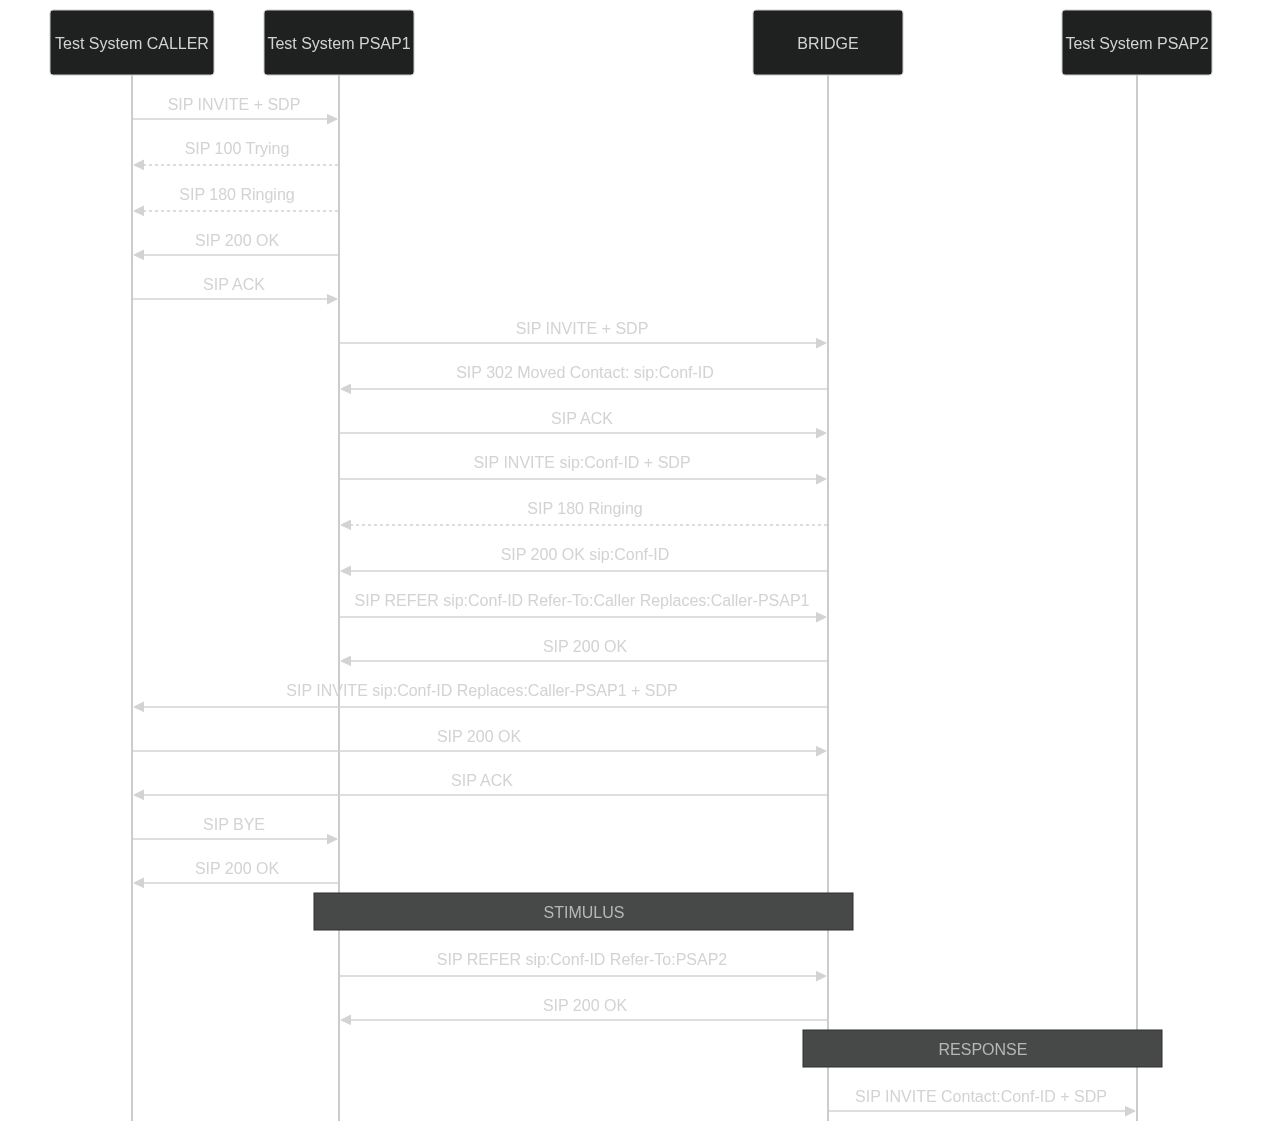 Test System CALLER
Test System PSAP1
BRIDGE
Test System PSAP2
SIP INVITE + SDP
SIP 100 Trying
SIP 180 Ringing
SIP 200 OK
SIP ACK
SIP INVITE + SDP
SIP 302 Moved Contact: sip:Conf-ID
SIP ACK
SIP INVITE sip:Conf-ID + SDP
SIP 180 Ringing
SIP 200 OK sip:Conf-ID
SIP REFER sip:Conf-ID Refer-To:Caller Replaces:Caller-PSAP1
SIP 200 OK
SIP INVITE sip:Conf-ID Replaces:Caller-PSAP1 + SDP
SIP 200 OK
SIP ACK
SIP BYE
SIP 200 OK
STIMULUS
SIP REFER sip:Conf-ID Refer-To:PSAP2
SIP 200 OK
RESPONSE
SIP INVITE Contact:Conf-ID + SDP